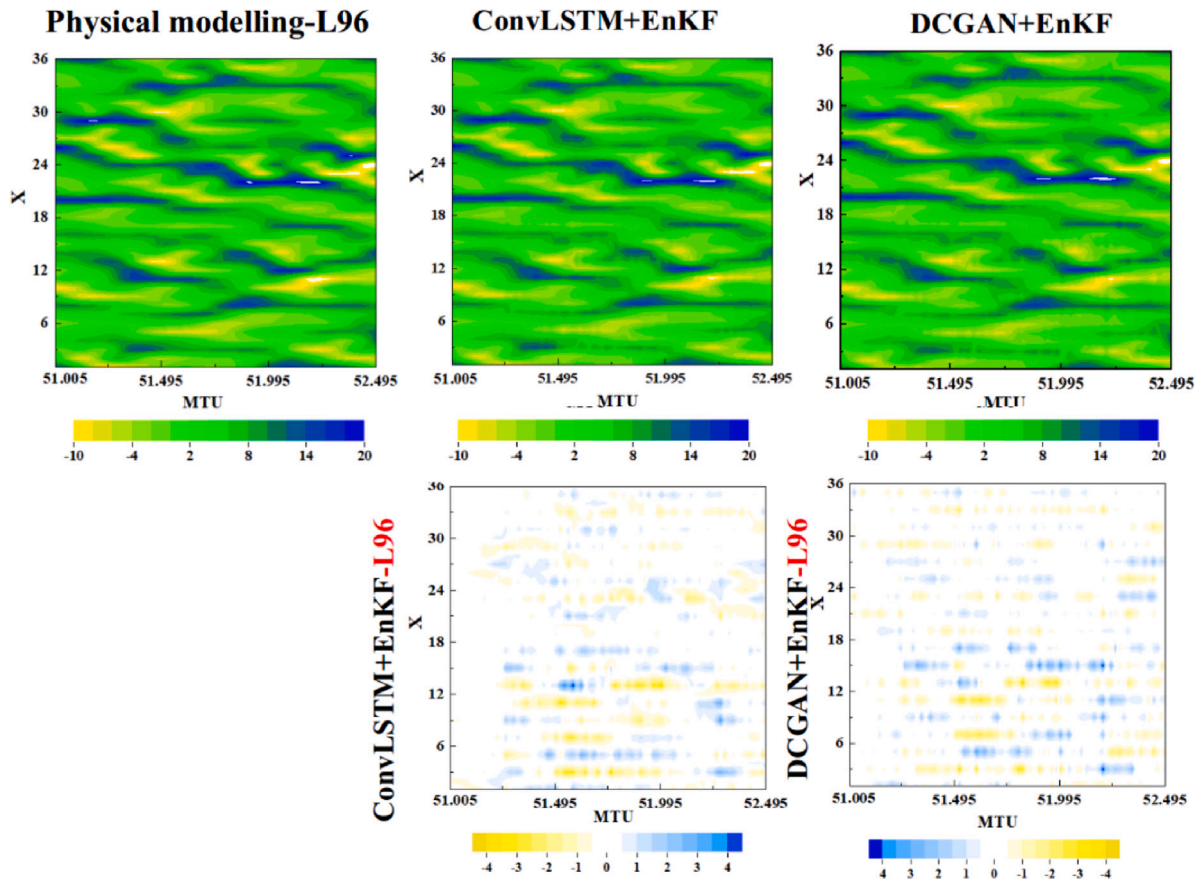 Physical modelling-L96
ConvLSTM+EnKF
DCGAN+EnKF
36
30
24
18
12
6
X
51.005 51.495 51.995 52.495
MTU
-10 -4 2 8 14 20
36
30
24
18
12
6
X
51.005 51.495 51.995 52.495
MTU
-10 -4 2 8 14 20
36
30
24
18
12
6
X
51.005 51.495 51.995 52.495
MTU
-10 -4 2 8 14 20
ConvLSTM+EnKF-L96
X
36
30
24
18
12
6
51.005 51.495 51.995 52.495
MTU
-4 -3 -2 -1 0 1 2 3 4
DCGAN+EnKF-L96
X
36
30
24
18
12
6
51.005 51.495 51.995 52.495
MTU
4 3 2 1 0 -1 -2 -3 -4